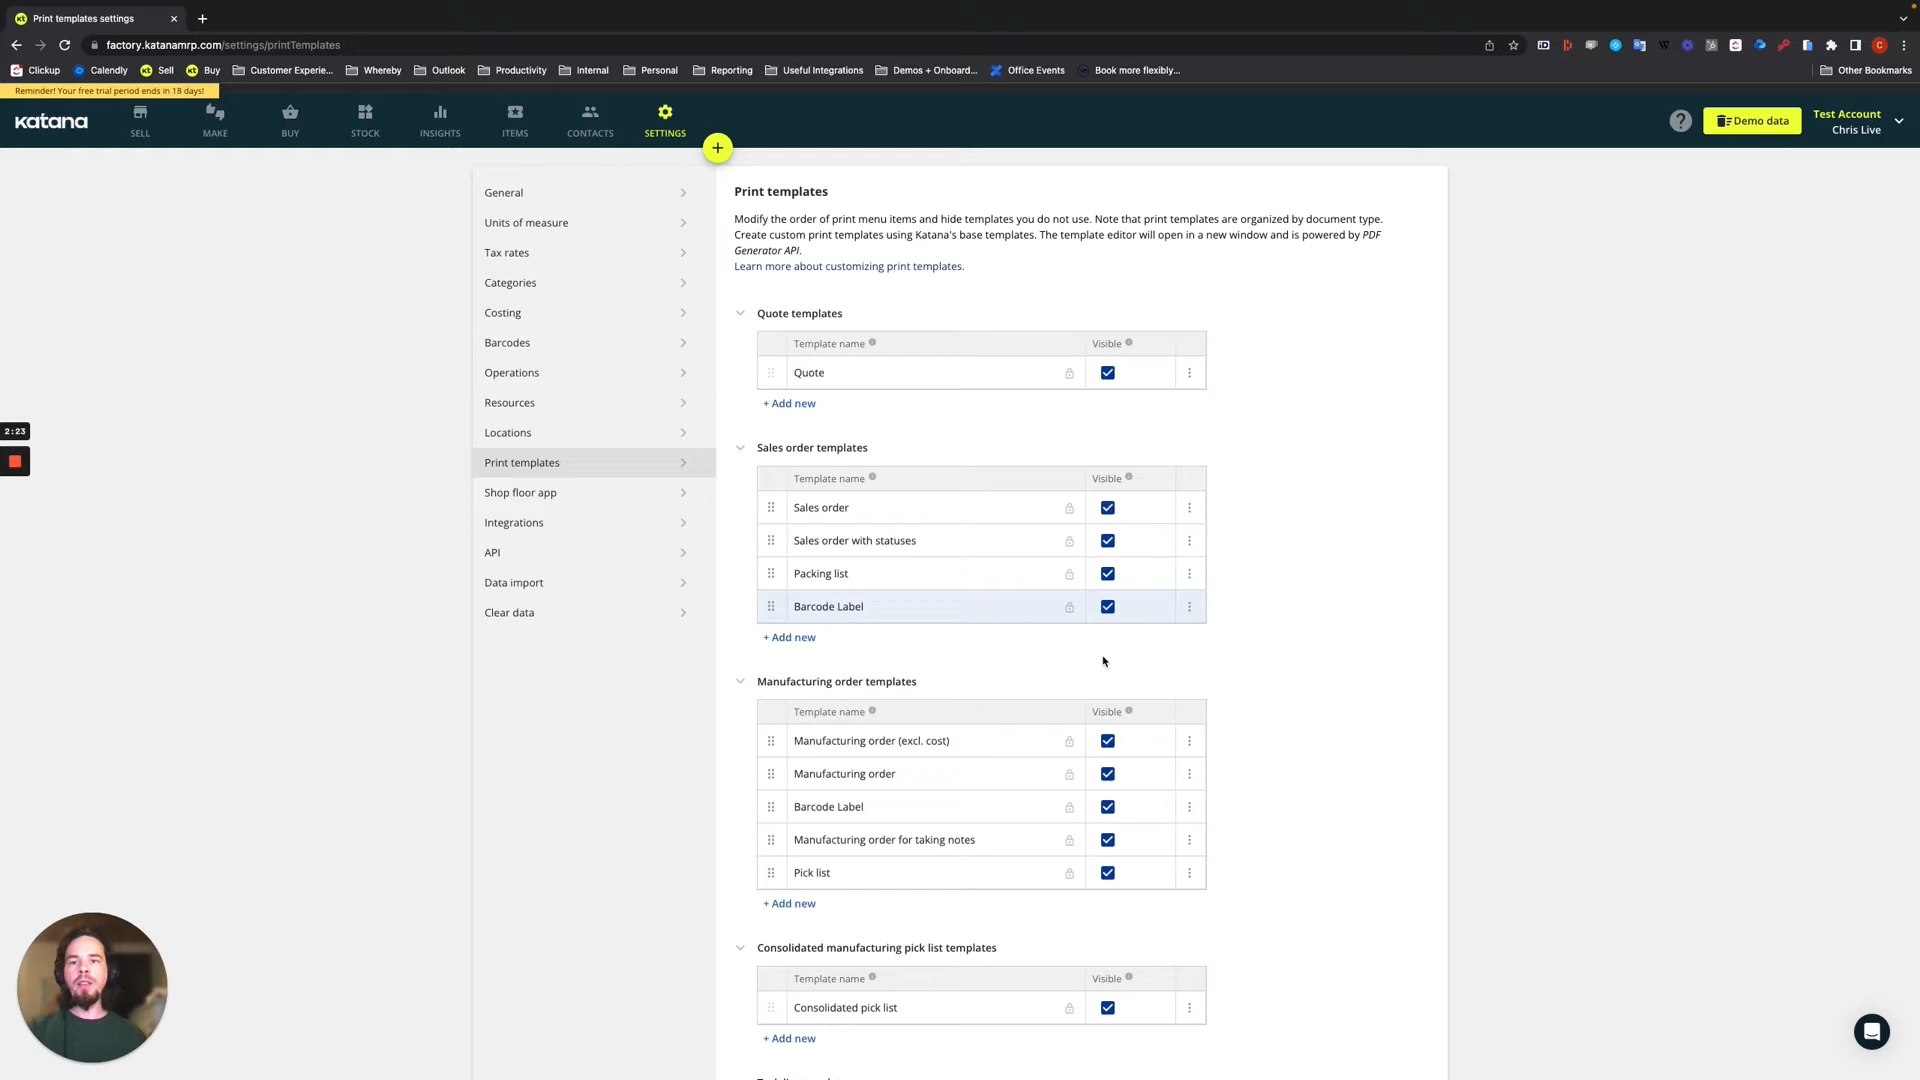 Print templates settings
factory.katanamrp.com/settings/printTemplates
Clickup
Calendly
Sell
Buy
Customer Experie...
Whereby
Outlook
Productivity
Internal
Personal
Reporting
Useful Integrations
Demos + Onboard...
Office Events
Book more flexibly...
Other Bookmarks
Reminder! Your free trial period ends in 18 days!
katana
SELL
MAKE
BUY
STOCK
INSIGHTS
ITEMS
CONTACTS
SETTINGS
Demo data
Test Account
Chris Live
General
Units of measure
Tax rates
Categories
Costing
Barcodes
Operations
Resources
Locations
Print templates
Shop floor app
Integrations
API
Data import
Clear data
2:23
Print templates
Modify the order of print menu items and hide templates you do not use. Note that print templates are organized by document type.
Create custom print templates using Katana's base templates. The template editor will open in a new window and is powered by PDF
Generator API.
Learn more about customizing print templates.
Quote templates
Template name Visible
Quote
+ Add new
Sales order templates
Template name Visible
Sales order
Sales order with statuses
Packing list
Barcode Label
+ Add new
Manufacturing order templates
Template name Visible
Manufacturing order (excl. cost)
Manufacturing order
Barcode Label
Manufacturing order for taking notes
Pick list
+ Add new
Consolidated manufacturing pick list templates
Template name Visible
Consolidated pick list
+ Add new